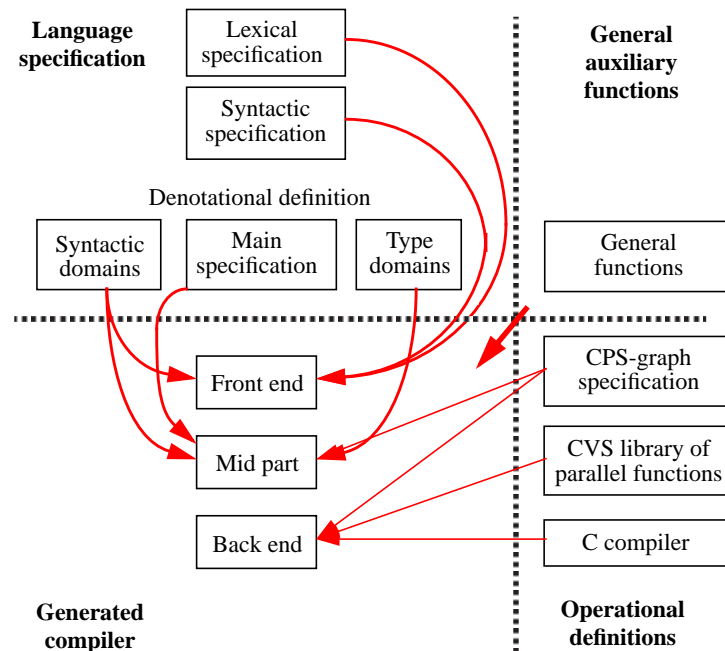 Language
specification
Lexical
specification
General
auxiliary
functions
Syntactic
specification
Denotational definition
Syntactic
domains
Main
specification
Type
domains
General
functions
Front end
CPS-graph
specification
Mid part
CVS library of
parallel functions
Back end
C compiler
Generated
compiler
Operational
definitions